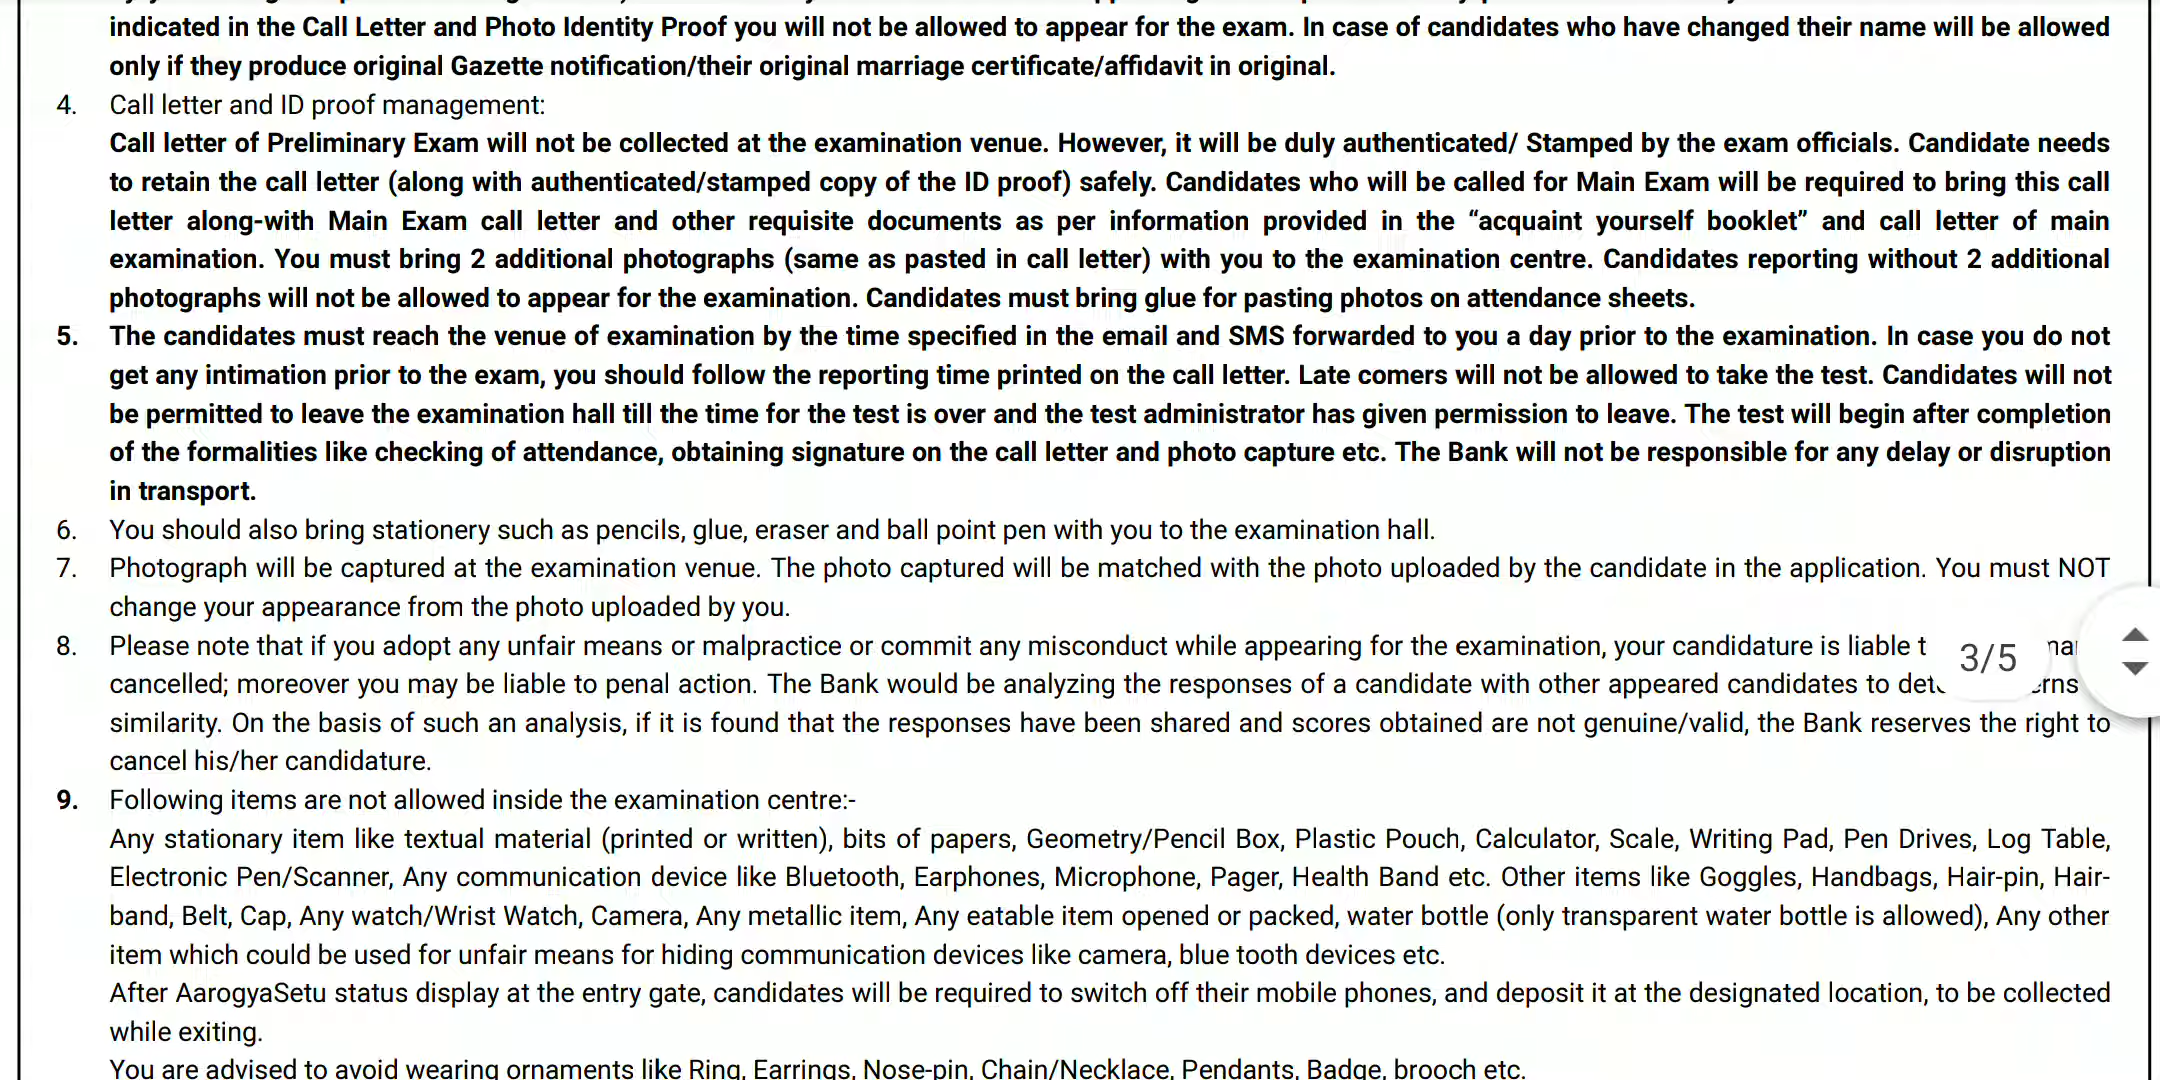 indicated in the Call Letter and Photo Identity Proof you will not be allowed to appear for the exam. In case of candidates who have changed their name will be allowed
only if they produce original Gazette notification/their original marriage certificate/affidavit in original.
4. Call letter and ID proof management:
Call letter of Preliminary Exam will not be collected at the examination venue. However, it will be duly authenticated/ Stamped by the exam officials. Candidate needs
to retain the call letter (along with authenticated/stamped copy of the ID proof) safely. Candidates who will be called for Main Exam will be required to bring this call
letter along-with Main Exam call letter and other requisite documents as per information provided in the “acquaint yourself booklet” and call letter of main
examination. You must bring 2 additional photographs (same as pasted in call letter) with you to the examination centre. Candidates reporting without 2 additional
photographs will not be allowed to appear for the examination. Candidates must bring glue for pasting photos on attendance sheets.
5. The candidates must reach the venue of examination by the time specified in the email and SMS forwarded to you a day prior to the examination. In case you do not
get any intimation prior to the exam, you should follow the reporting time printed on the call letter. Late comers will not be allowed to take the test. Candidates will not
be permitted to leave the examination hall till the time for the test is over and the test administrator has given permission to leave. The test will begin after completion
of the formalities like checking of attendance, obtaining signature on the call letter and photo capture etc. The Bank will not be responsible for any delay or disruption
in transport.
6. You should also bring stationery such as pencils, glue, eraser and ball point pen with you to the examination hall.
7. Photograph will be captured at the examination venue. The photo captured will be matched with the photo uploaded by the candidate in the application. You must NOT
change your appearance from the photo uploaded by you.
8. Please note that if you adopt any unfair means or malpractice or commit any misconduct while appearing for the examination, your candidature is liable
3/5
cancelled; moreover you may be liable to penal action. The Bank would be analyzing the responses of a candidate with other appeared candidates to
similarity. On the basis of such an analysis, if it is found that the responses have been shared and scores obtained are not genuine/valid, the Bank reserves the right to
cancel his/her candidature.
9. Following items are not allowed inside the examination centre:-
Any stationary item like textual material (printed or written), bits of papers, Geometry/Pencil Box, Plastic Pouch, Calculator, Scale, Writing Pad, Pen Drives, Log Table,
Electronic Pen/Scanner, Any communication device like Bluetooth, Earphones, Microphone, Pager, Health Band etc. Other items like Goggles, Handbags, Hair-pin, Hair-
band, Belt, Cap, Any watch/Wrist Watch, Camera, Any metallic item, Any eatable item opened or packed, water bottle (only transparent water bottle is allowed), Any other
item which could be used for unfair means for hiding communication devices like camera, blue tooth devices etc.
After AarogyaSetu status display at the entry gate, candidates will be required to switch off their mobile phones, and deposit it at the designated location, to be collected
while exiting.
You are advised to avoid wearing ornaments like Ring, Earrings, Nose-pin, Chain/Necklace, Pendants, Badge, brooch etc.